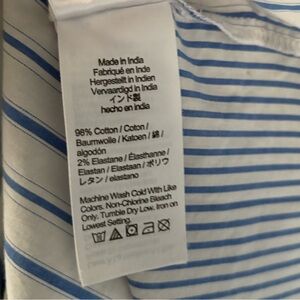 Made in India
Fabriqué en Inde
Hergestellt in Indien
Vervaardigd in India
インド製
hecho en india
98% Cotton / Coton /
Baumwolle / Katoen / 綿 /
algodón
2% Elastane / Élasthanne /
Elastan / Elastaan / ポリウ
レタン / elastano
Machine Wash Cold With Like
Colors. Non-Chlorine Bleach
Only. Tumble Dry Low, Iron on
Lowest Setting.